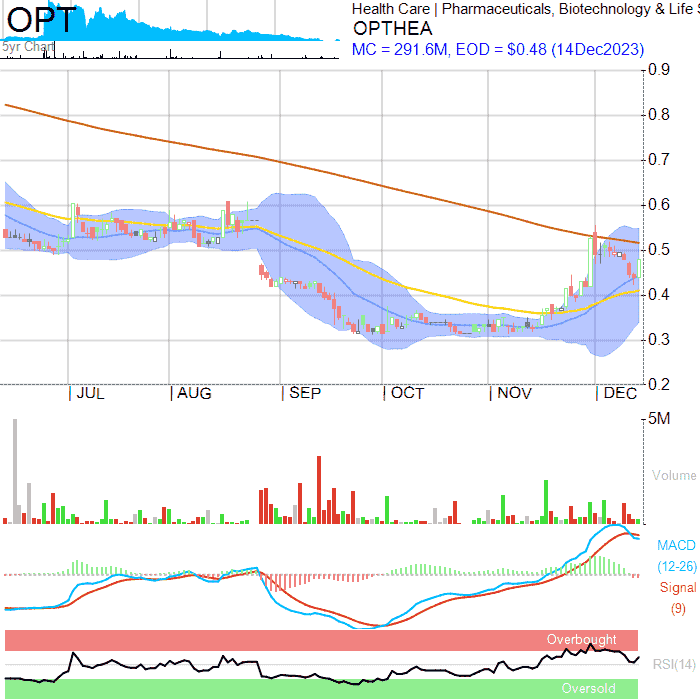 OPT
5yr Chart
Health Care | Pharmaceuticals, Biotechnology & Life S
OPTHEA
MC = 291.6M, EOD = $0.48 (14Dec2023)
0.9
0.8
0.7
0.6
0.5
0.4
0.3
0.2
JUL AUG SEP OCT NOV DEC
5M
Volume
MACD
(12-26)
Signal
(9)
Overbought
RSI(14)
Oversold